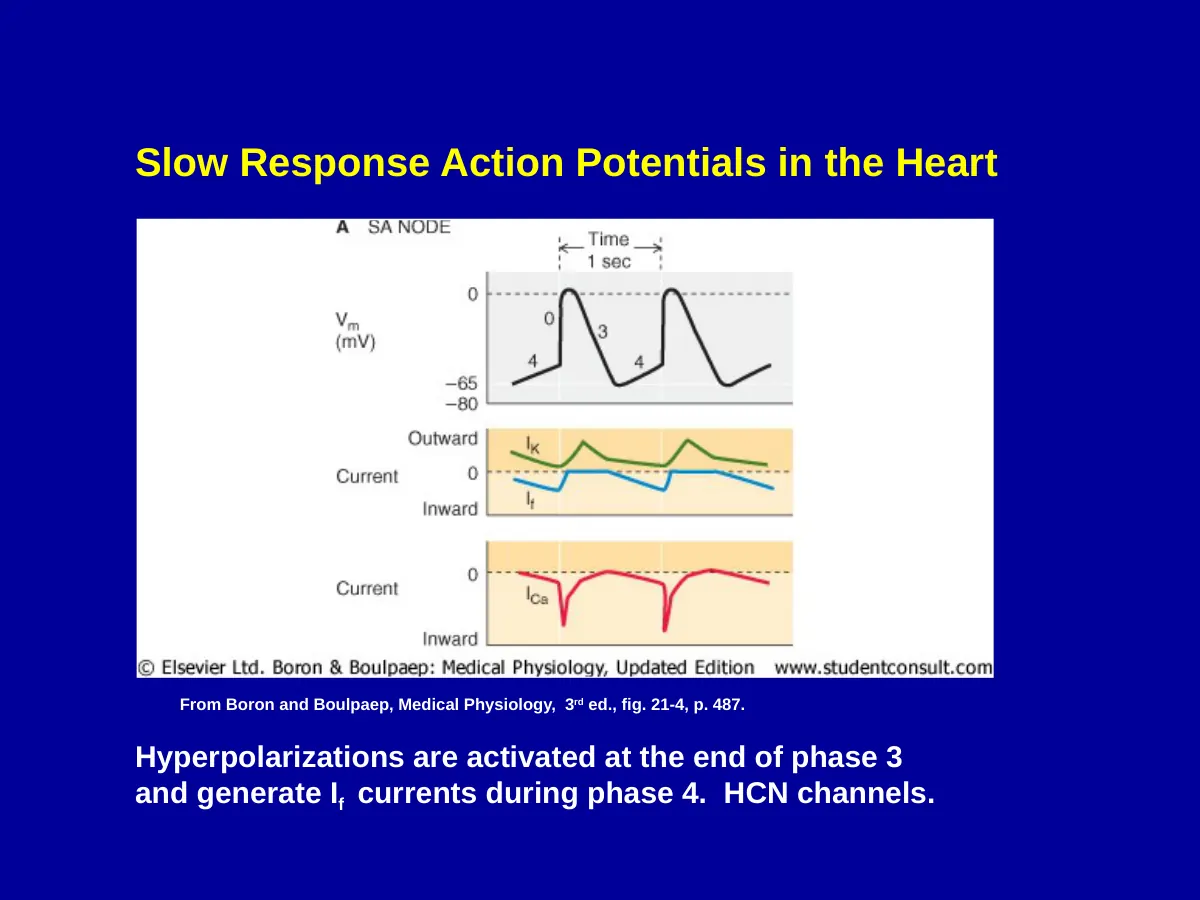 Slow Response Action Potentials in the Heart
A SA NODE
Time
1 sec
0
Vm
(mV)
0
3
4
4
–65
–80
Outward
IK
Current
0
If
Inward
0
Current
ICa
Inward
© Elsevier Ltd. Boron & Boulpaep: Medical Physiology, Updated Edition www.studentconsult.com
From Boron and Boulpaep, Medical Physiology, 3rd ed., fig. 21-4, p. 487.
Hyperpolarizations are activated at the end of phase 3
and generate If currents during phase 4. HCN channels.